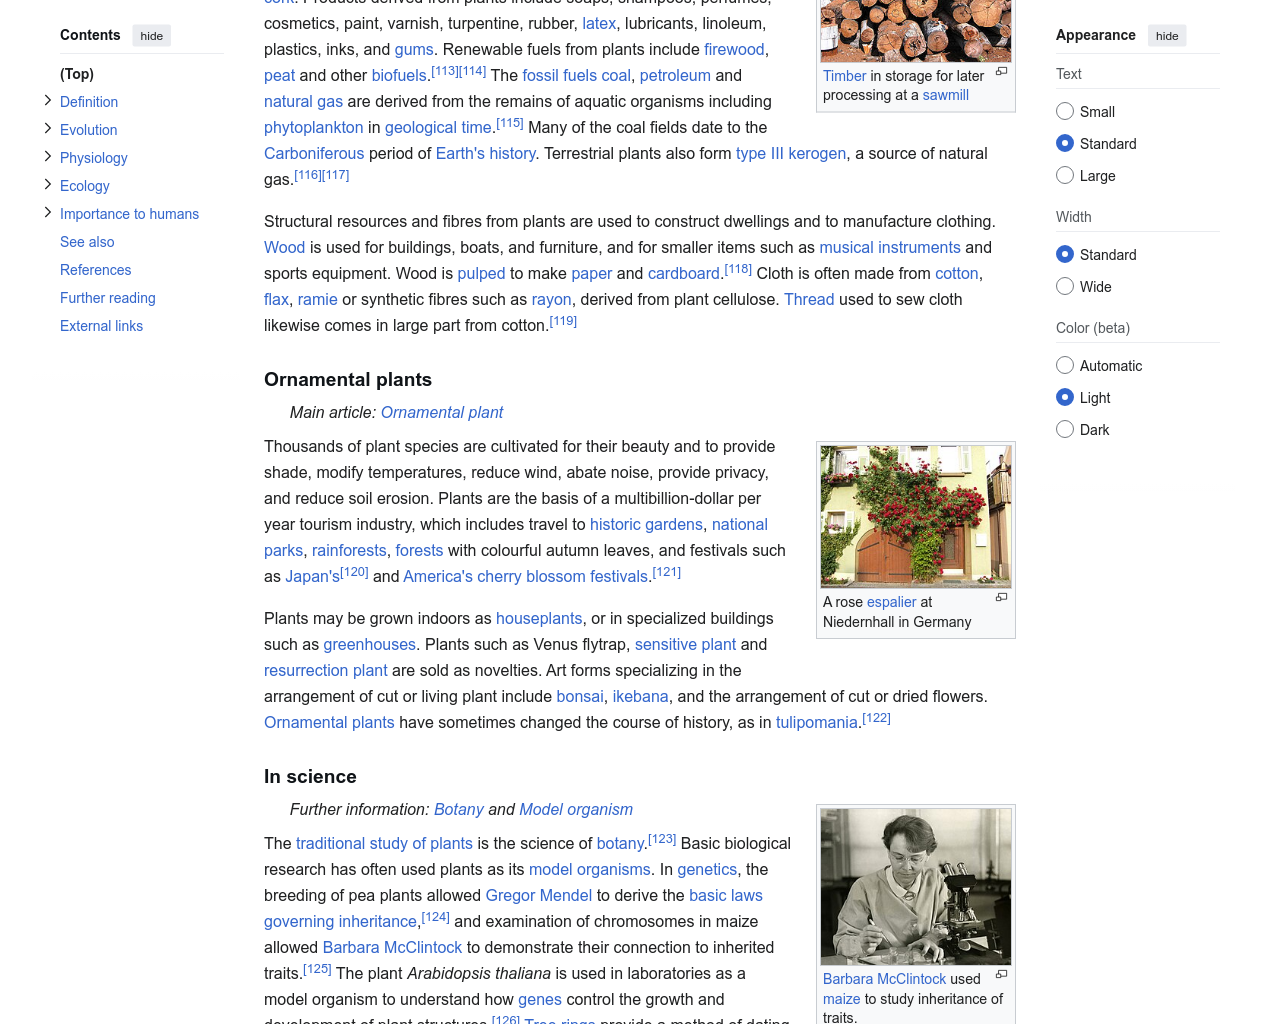 Contents hide
(Top)
Definition
Evolution
Physiology
Ecology
Importance to humans
See also
References
Further reading
External links
cosmetics, paint, varnish, turpentine, rubber, latex, lubricants, linoleum,
plastics, inks, and gums. Renewable fuels from plants include firewood,
peat and other biofuels.[113][114] The fossil fuels coal, petroleum and
natural gas are derived from the remains of aquatic organisms including
phytoplankton in geological time.[115] Many of the coal fields date to the
Carboniferous period of Earth's history. Terrestrial plants also form type III kerogen, a source of natural
gas.[116][117]
Timber in storage for later
processing at a sawmill
Structural resources and fibres from plants are used to construct dwellings and to manufacture clothing.
Wood is used for buildings, boats, and furniture, and for smaller items such as musical instruments and
sports equipment. Wood is pulped to make paper and cardboard.[118] Cloth is often made from cotton,
flax, ramie or synthetic fibres such as rayon, derived from plant cellulose. Thread used to sew cloth
likewise comes in large part from cotton.[119]
Ornamental plants
Main article: Ornamental plant
Thousands of plant species are cultivated for their beauty and to provide
shade, modify temperatures, reduce wind, abate noise, provide privacy,
and reduce soil erosion. Plants are the basis of a multibillion-dollar per
year tourism industry, which includes travel to historic gardens, national
parks, rainforests, forests with colourful autumn leaves, and festivals such
as Japan's[120] and America's cherry blossom festivals.[121]
A rose espalier at
Niedernhall in Germany
Plants may be grown indoors as houseplants, or in specialized buildings
such as greenhouses. Plants such as Venus flytrap, sensitive plant and
resurrection plant are sold as novelties. Art forms specializing in the
arrangement of cut or living plant include bonsai, ikebana, and the arrangement of cut or dried flowers.
Ornamental plants have sometimes changed the course of history, as in tulipomania.[122]
In science
Further information: Botany and Model organism
The traditional study of plants is the science of botany.[123] Basic biological
research has often used plants as its model organisms. In genetics, the
breeding of pea plants allowed Gregor Mendel to derive the basic laws
governing inheritance,[124] and examination of chromosomes in maize
allowed Barbara McClintock to demonstrate their connection to inherited
traits.[125] The plant Arabidopsis thaliana is used in laboratories as a
model organism to understand how genes control the growth and
development of plant structures.[126] Tree rings provide a method of dating
Barbara McClintock used
maize to study inheritance of
traits.
Appearance hide
Text
Small
Standard
Large
Width
Standard
Wide
Color (beta)
Automatic
Light
Dark